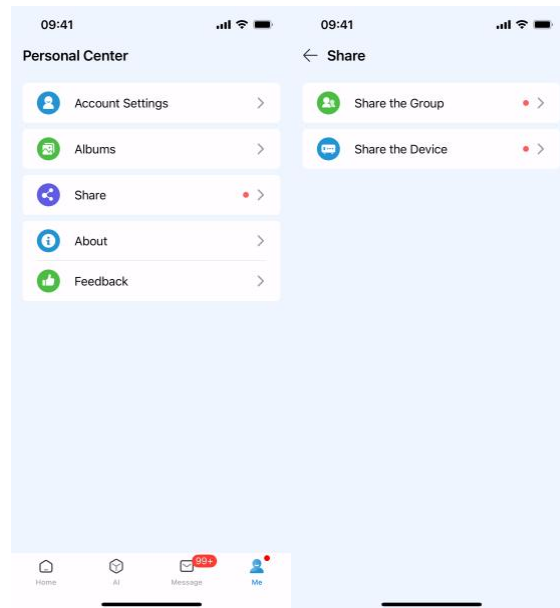 09:41
Personal Center
Account Settings
Albums
Share
About
Feedback
Home
AI
99+
Message
Me
09:41
Share
Share the Group
Share the Device